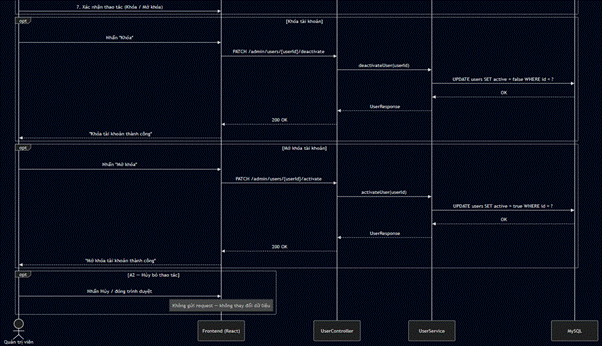 7. Xác nhận thao tác (Khóa / Mở khóa)
opt
[Khóa tài khoản]
Nhấn "Khóa"
PATCH /admin/users/{userId}/deactivate
deactivateUser(userId)
UPDATE users SET active = false WHERE id = ?
OK
UserResponse
200 OK
"Khóa tài khoản thành công"
opt
[Mở khóa tài khoản]
Nhấn "Mở khóa"
PATCH /admin/users/{userId}/activate
activateUser(userId)
UPDATE users SET active = true WHERE id = ?
OK
UserResponse
200 OK
"Mở khóa tài khoản thành công"
opt
[A2 — Hủy bỏ thao tác]
Nhấn Hủy / đóng trình duyệt
Không gửi request — không thay đổi dữ liệu
Quản trị viên
Frontend (React)
UserController
UserService
MySQL